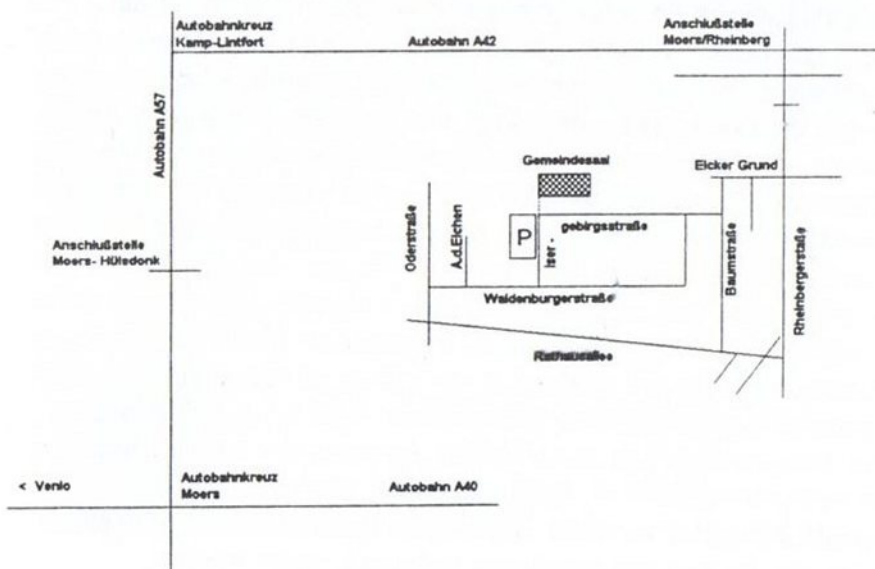 Autobahnkreuz
Kamp-Lintfort
Autobahn A42
Anschlußstelle
Moers/Rheinberg
Autobahn A57
Gemeindesaal
Eicker Grund
Oderstraße
A.d.Eichen
P
Iser -
gebirgsstraße
Baumstraße
Rheinbergerstaße
Anschlußstelle
Moers- Hülsdonk
Waldenburgerstraße
Rathausallee
< Venlo
Autobahnkreuz
Moers
Autobahn A40